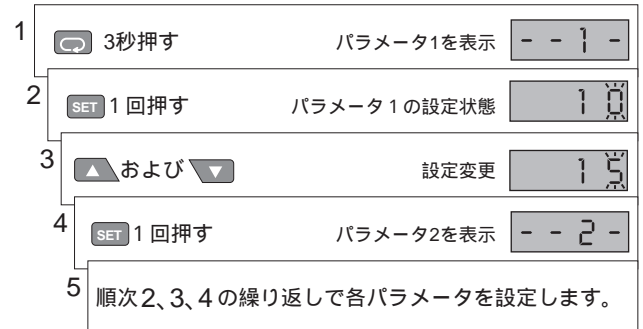 1 3秒押す パラメータ1を表示 - - 1 -
2 SET 1回押す パラメータ1の設定状態 1 0
3 および 設定変更 1 5
4 SET 1回押す パラメータ2を表示 - - 2 -
5 順次2、3、4の繰り返しで各パラメータを設定します。